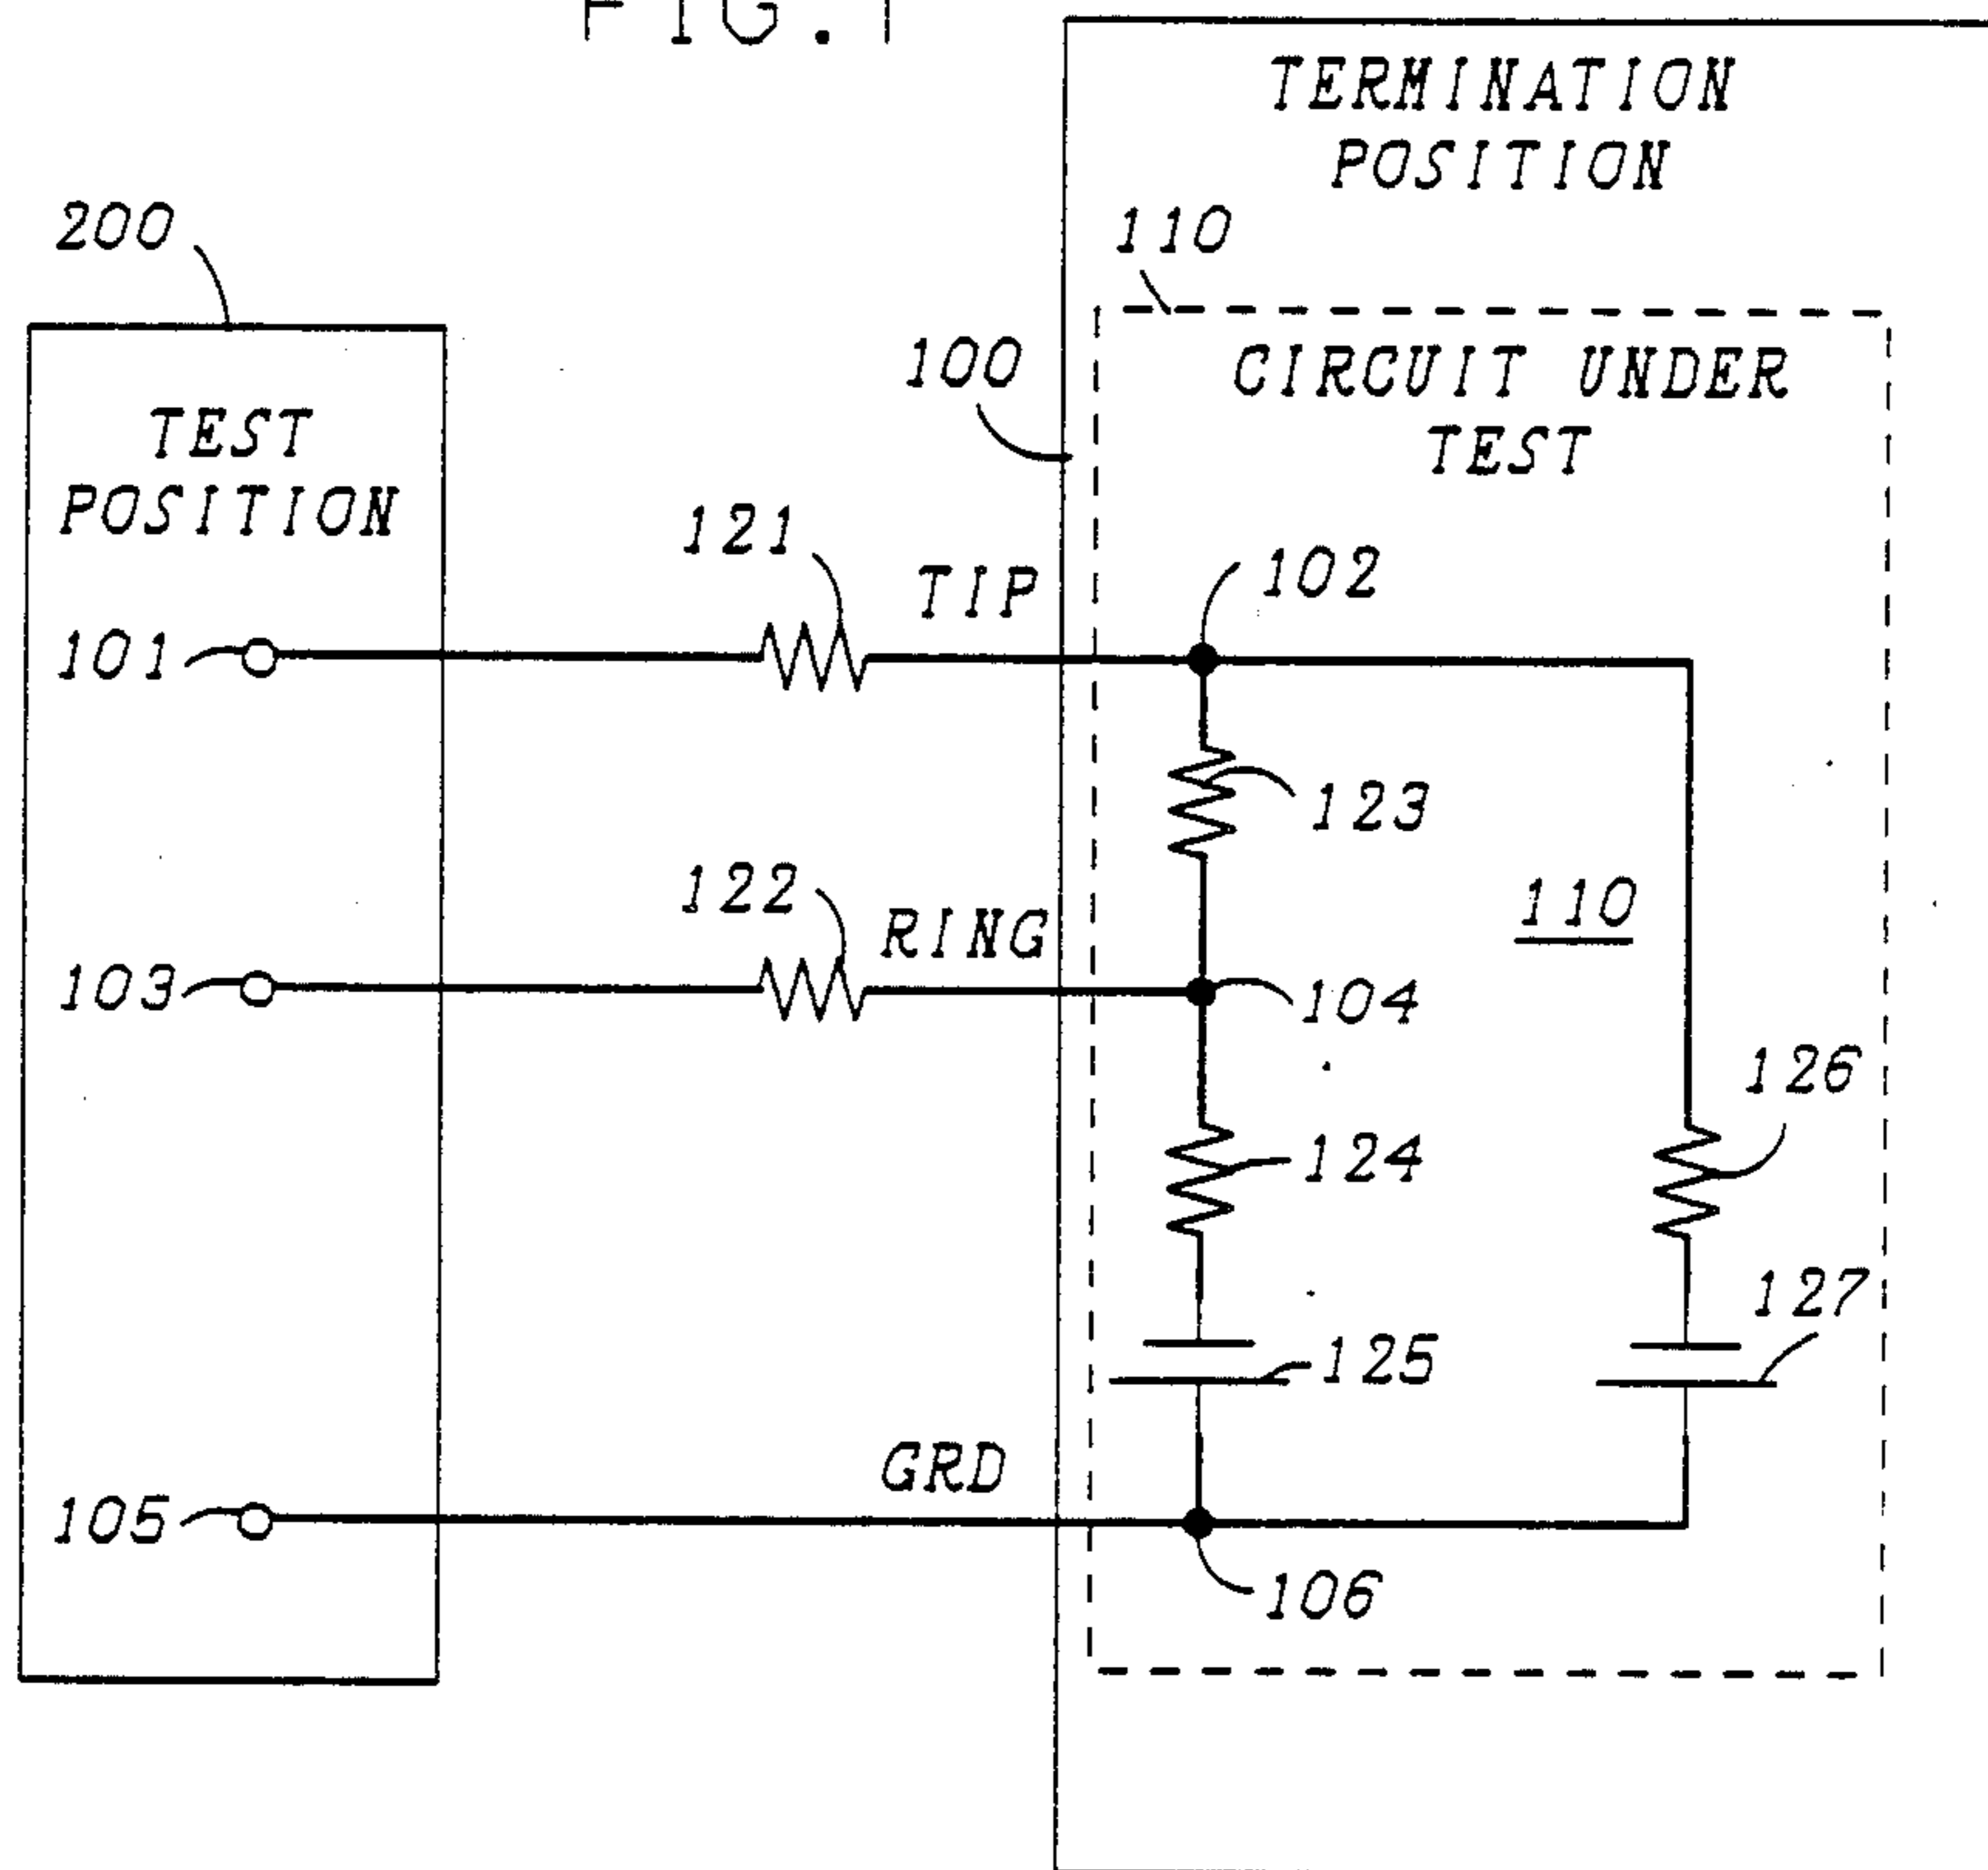 FIG. 1
TERMINATION
POSITION
200
110
100
CIRCUIT UNDER
TEST
TEST
POSITION
121
TIP
102
101
123
122
RING
110
103
104
126
124
127
125
GRD
105
106